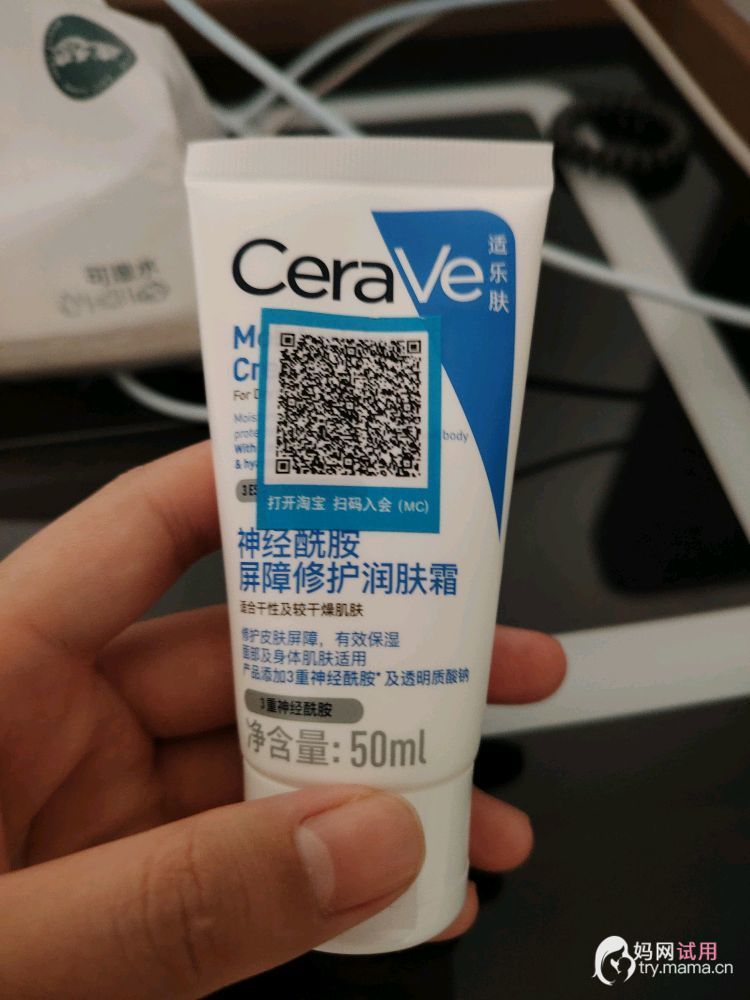 CeraVe
适乐肤
打开淘宝 扫码入会 (MC)
神经酰胺
屏障修护润肤霜
适合干性及较干燥肌肤
修护皮肤屏障，有效保湿
面部及身体肌肤适用
产品添加3重神经酰胺*及透明质酸钠
3重神经酰胺
净含量: 50ml
妈网试用
try.mama.cn